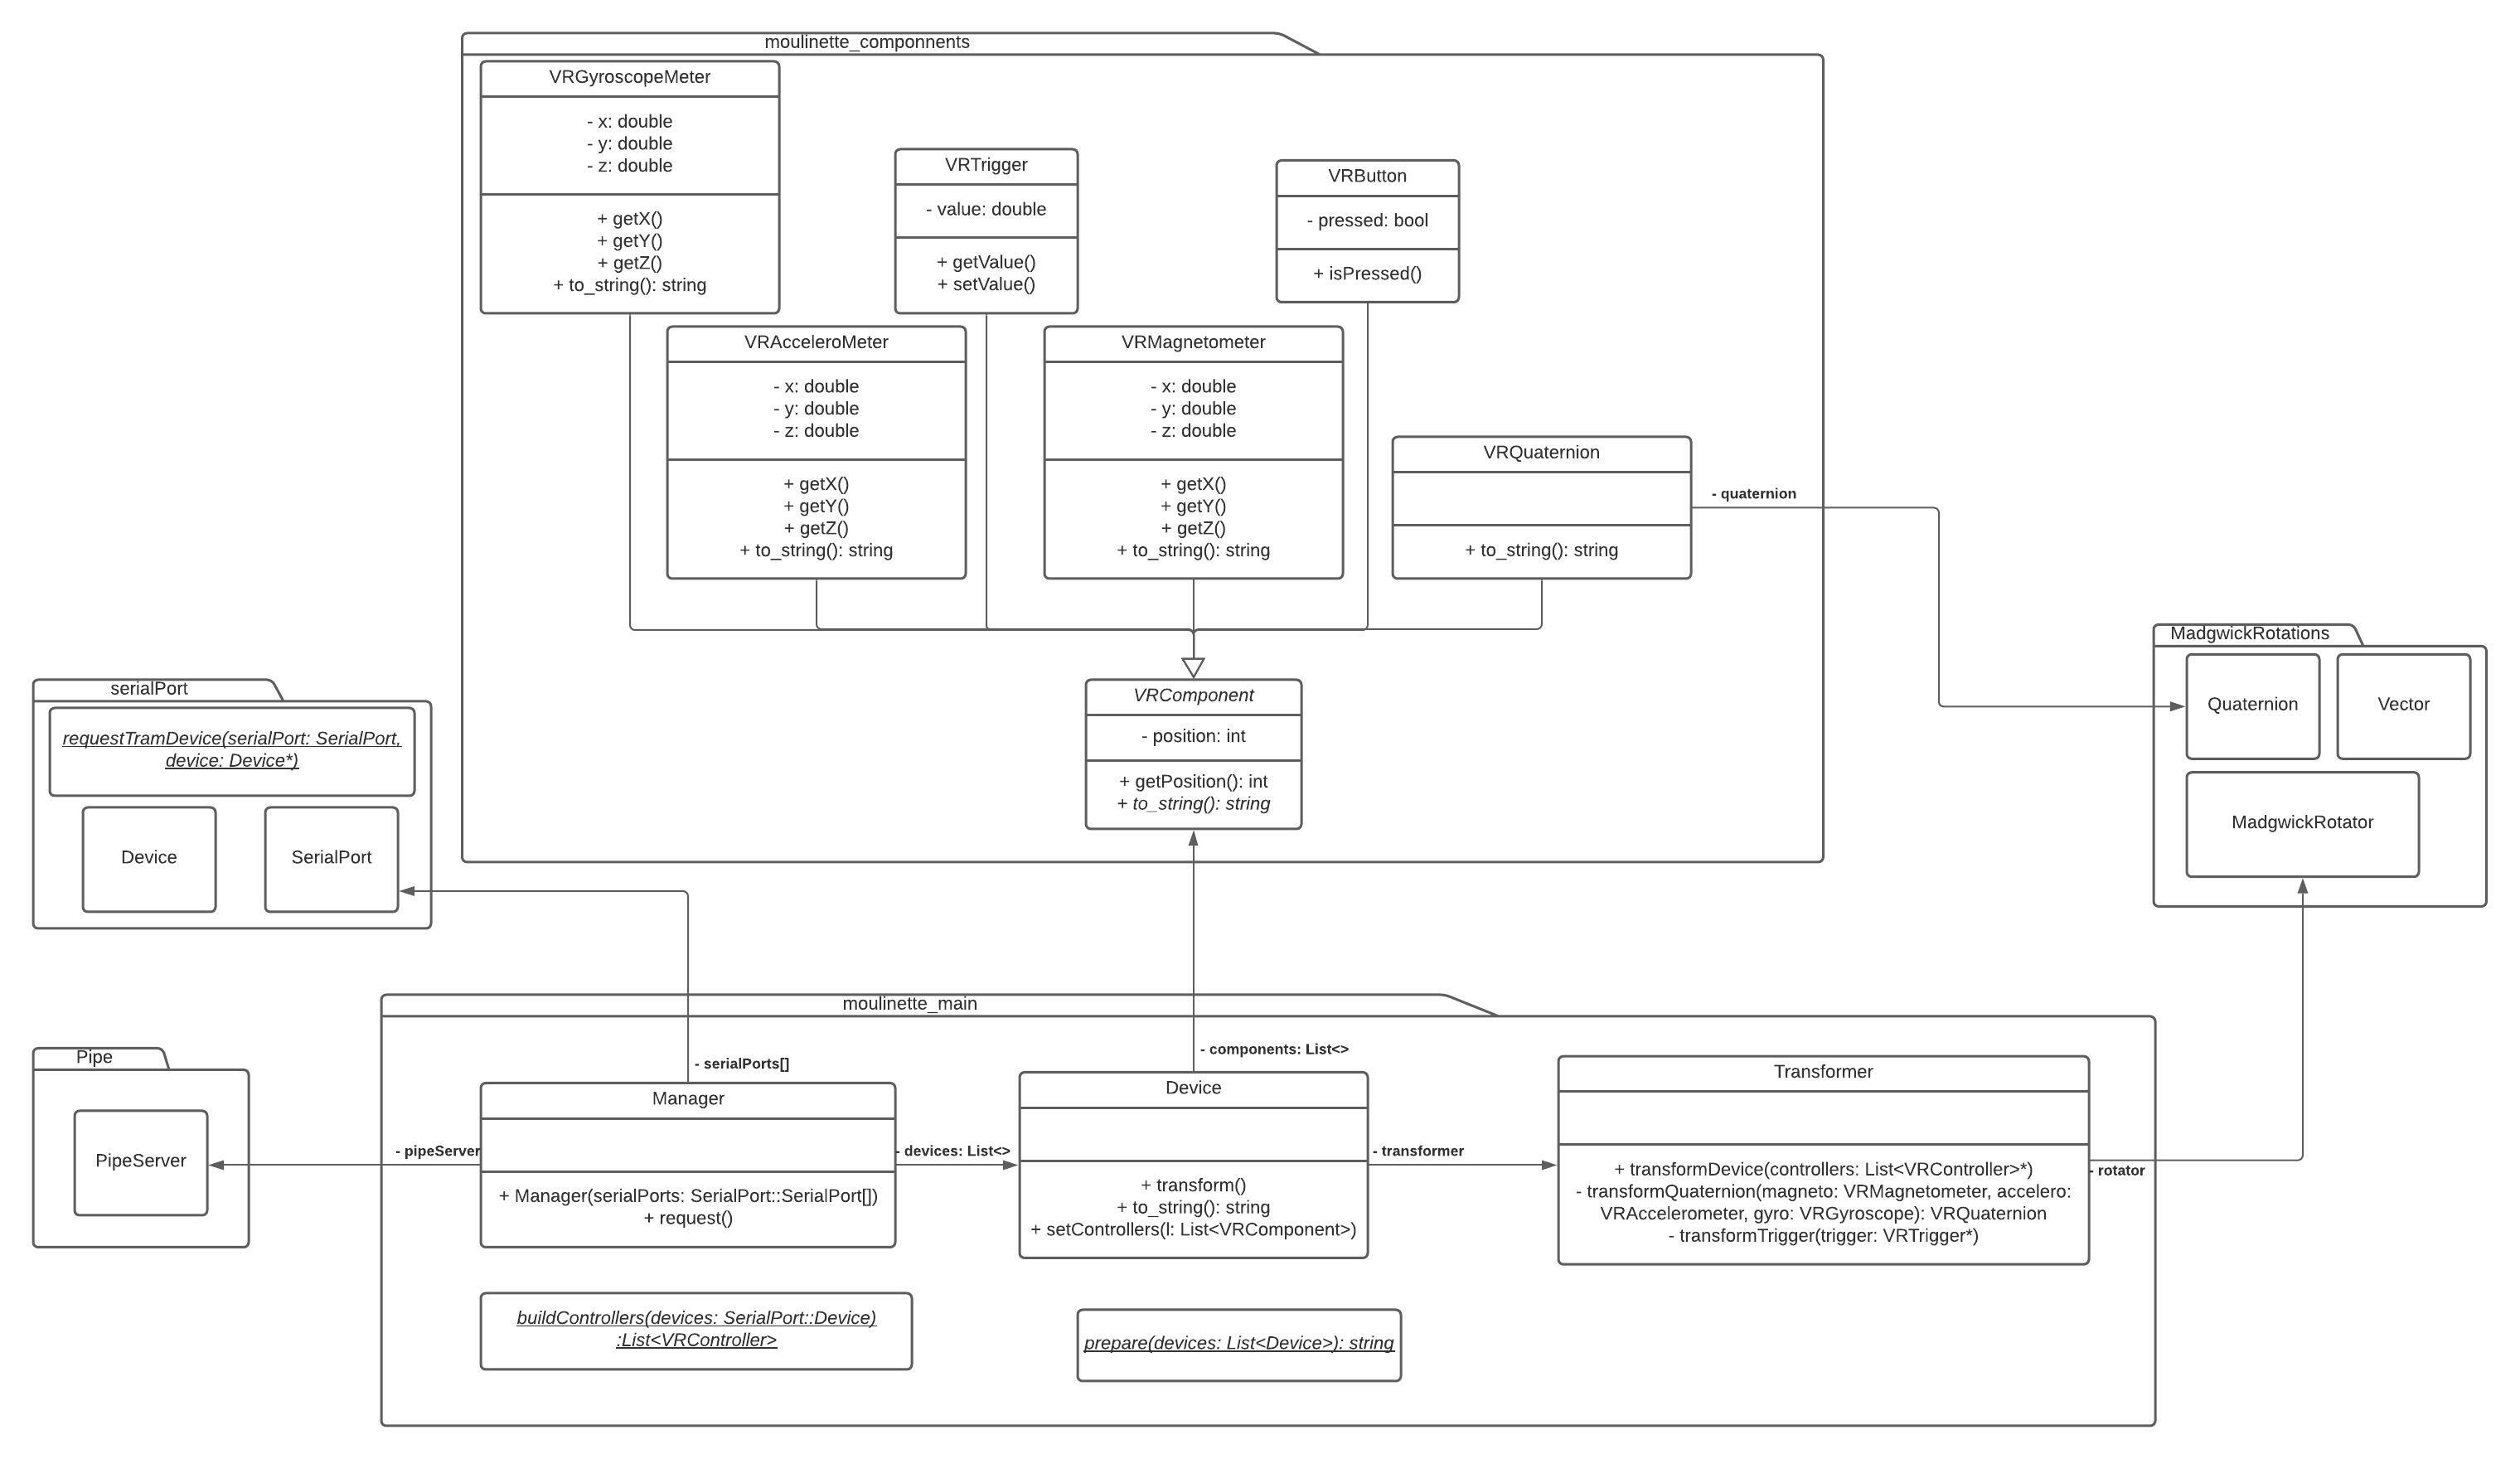 moulinette_componnents
VRGyroscopeMeter
- x: double
- y: double
- z: double
+ getX()
+ getY()
+ getZ()
+ to_string(): string
VRTrigger
- value: double
+ getValue()
+ setValue()
VRButton
- pressed: bool
+ isPressed()
VRAcceleroMeter
- x: double
- y: double
- z: double
+ getX()
+ getY()
+ getZ()
+ to_string(): string
VRMagnetometer
- x: double
- y: double
- z: double
+ getX()
+ getY()
+ getZ()
+ to_string(): string
VRQuaternion
+ to_string(): string
- quaternion
VRComponent
- position: int
+ getPosition(): int
+ to_string(): string
MadgwickRotations
Quaternion
Vector
MadgwickRotator
serialPort
requestTramDevice(serialPort: SerialPort,
device: Device*)
Device
SerialPort
moulinette_main
- serialPorts[]
- components: List<>
Pipe
PipeServer
- pipeServer
Manager
+ Manager(serialPorts: SerialPort::SerialPort[])
+ request()
- devices: List<>
Device
+ transform()
+ to_string(): string
+ setControllers(l: List<VRComponent>)
- transformer
Transformer
+ transformDevice(controllers: List<VRController>*)
- transformQuaternion(magneto: VRMagnetometer, accelero:
VRAccelerometer, gyro: VRGyroscope): VRQuaternion
- transformTrigger(trigger: VRTrigger*)
- rotator
buildControllers(devices: SerialPort::Device)
:List<VRController>
prepare(devices: List<Device>): string